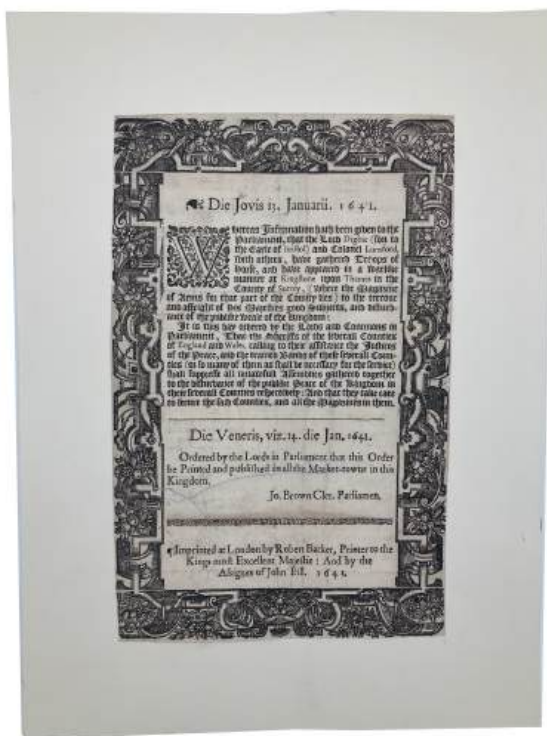 Die Jovis 13. Januarii. 1641.
Whereas Information hath been given to the
Parliament, that the Lord Digbie (son to
the Earle of Bristol) and Colonel Lunsford,
with others, have gathered Troops of
horse, and have appeared in a warlike
manner at Kingstone upon Thames in the
County of Surrey, (where the Magazine
of Armes for that part of the County lies) to the terrour
and affright of his Majesties good Subjects, and disturb-
ance of the publike weale of the Kingdom:
It is this day ordered by the Lords and Commons in
Parliament, That the Sheriffs of the severall Counties
of England and Wales, calling to their assistance the Justices
of the Peace, and the trained Bands of those severall Coun-
ties (or so many of them as shall be necessary for the service)
shall suppresse all unlawfull Assemblies gathered together
to the disturbance of the publike Peace of the Kingdom in
their severall Counties respectively: And that they take care
to secure the said Counties, and all the Magazines in them.
Die Veneris, viz. 14. die Jan. 1641.
Ordered by the Lords in Parliament that this Order
be Printed and published in all the Market-towns in this
Kingdom.
Jo. Brown Cler. Parliamen.
Imprinted at London by Robert Barker, Printer to the
Kings most Excellent Majestie: And by the
Assignes of John Bill. 1641.